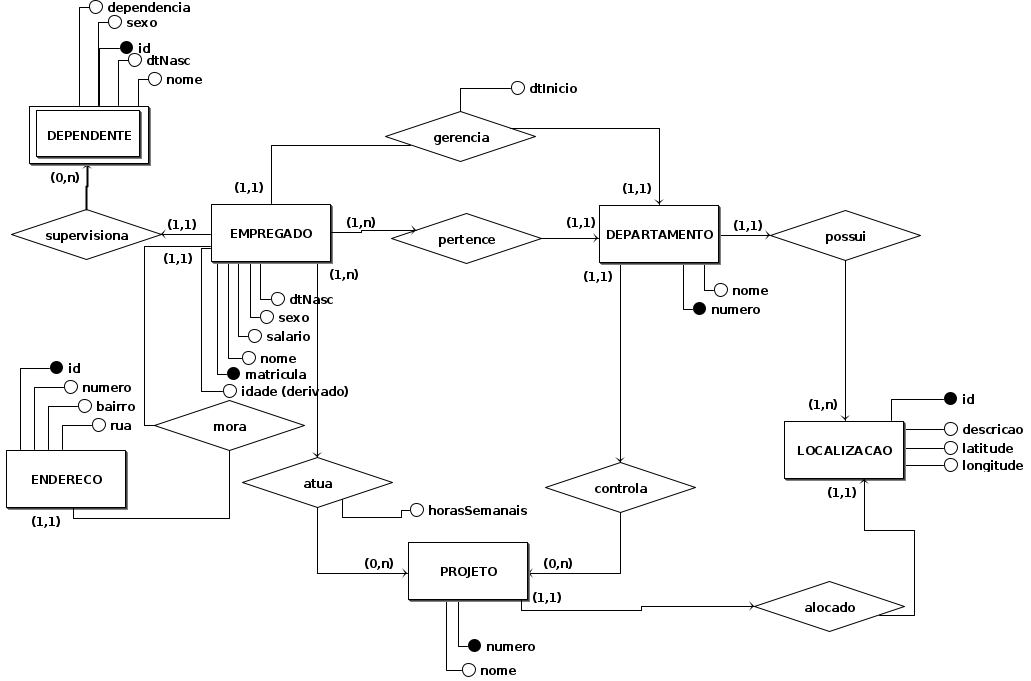 dependencia
sexo
id
dtNasc
nome
DEPENDENTE
(0,n)
supervisiona
(1,1)
(1,1)
dtInicio
gerencia
(1,1)
(1,1)
EMPREGADO
(1,n)
pertence
(1,1)
DEPARTAMENTO
(1,1)
possui
(1,n)
(1,1)
nome
numero
dtNasc
sexo
salario
nome
matricula
idade (derivado)
id
numero
bairro
rua
mora
ENDERECO
(1,1)
atua
horasSemanais
controla
(1,n)
id
LOCALIZACAO
descricao
latitude
longitude
(1,1)
(0,n)
PROJETO
(0,n)
(1,1)
alocado
numero
nome